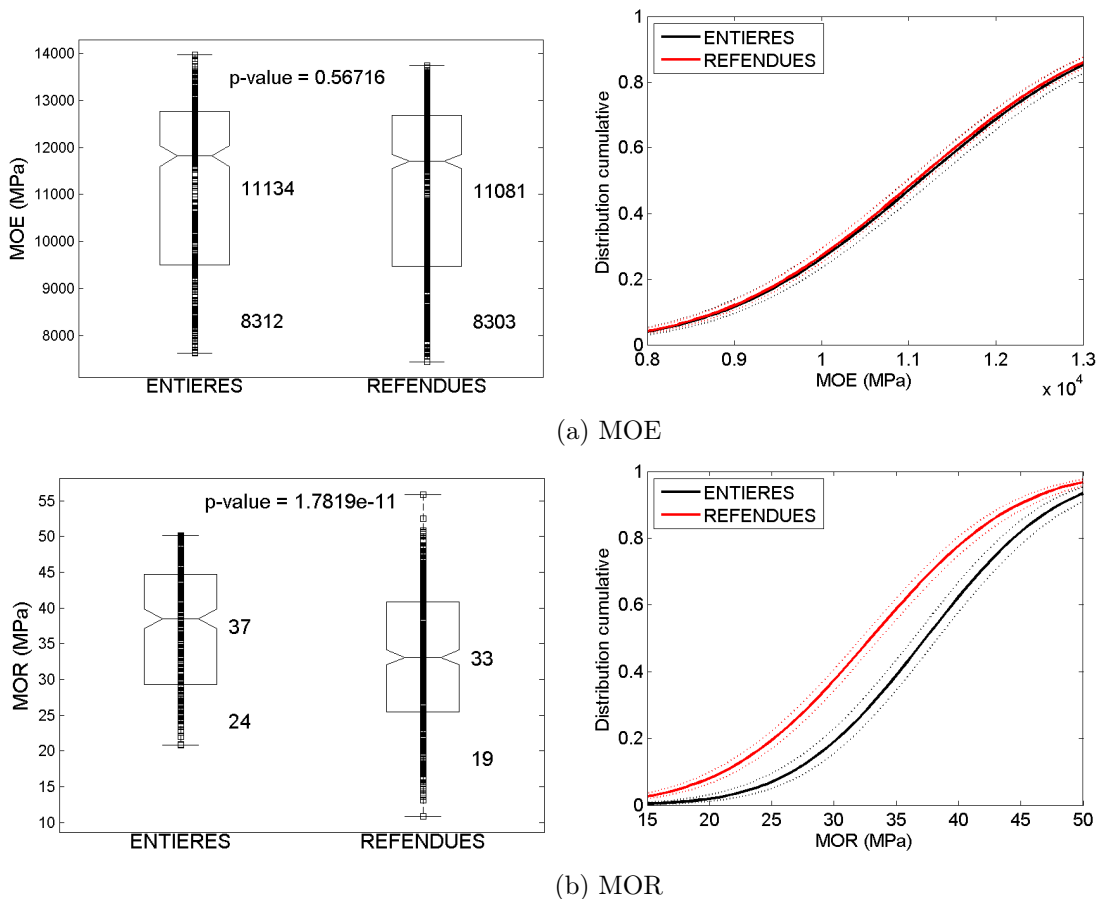 14000
13000
12000
11000
10000
9000
8000
MOE (MPa)
p-value = 0.56716
11134
8312
11081
8303
ENTIERES
REFENDUES
1
0.8
0.6
0.4
0.2
0
Distribution cumulative
ENTIERES
REFENDUES
0.8 0.9 1 1.1 1.2 1.3
MOE (MPa)
x 10⁴
(a) MOE
55
50
45
40
35
30
25
20
15
10
MOR (MPa)
p-value = 1.7819e-11
37
24
33
19
ENTIERES
REFENDUES
1
0.8
0.6
0.4
0.2
0
Distribution cumulative
ENTIERES
REFENDUES
15 20 25 30 35 40 45 50
MOR (MPa)
(b) MOR